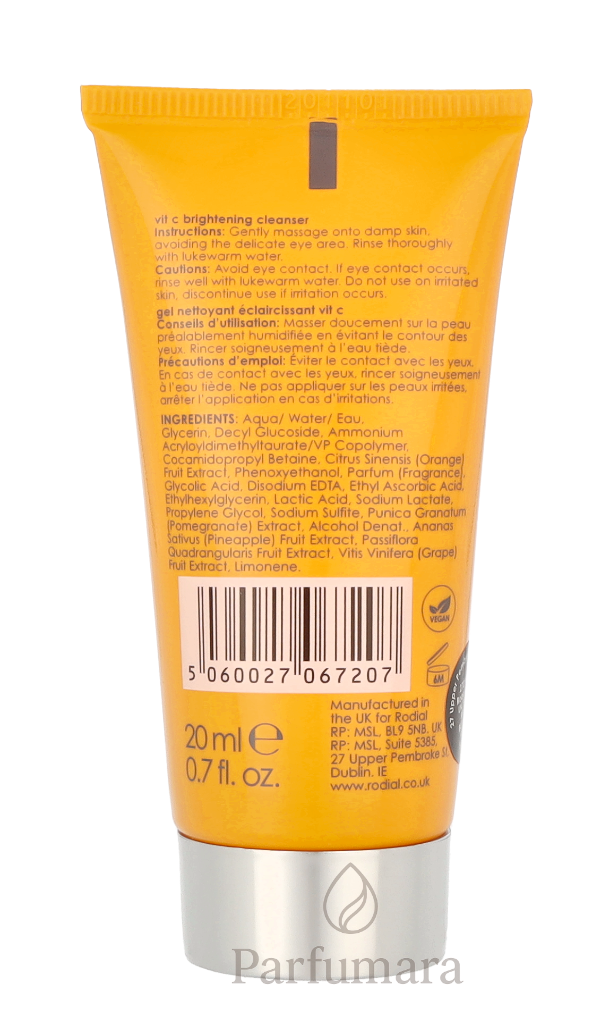 vit c brightening cleanser
Instructions: Gently massage onto damp skin,
avoiding the delicate eye area. Rinse thoroughly
with lukewarm water.
Cautions: Avoid eye contact. If eye contact occurs,
rinse well with lukewarm water. Do not use on irritated
skin, discontinue use if irritation occurs.
gel nettoyant éclaircissant vit c
Conseils d'utilisation: Masser doucement sur la peau
préalablement humidifiée en évitant le contour des
yeux. Rincer soigneusement à l'eau tiède.
Précautions d'emploi: Éviter le contact avec les yeux.
En cas de contact avec les yeux, rincer soigneusement
à l'eau tiède. Ne pas appliquer sur les peaux irritées,
arrêter l'application en cas d'irritations.
INGREDIENTS: Aqua/ Water/ Eau,
Glycerin, Decyl Glucoside, Ammonium
Acryloyldimethyltaurate/VP Copolymer,
Cocamidopropyl Betaine, Citrus Sinensis (Orange)
Fruit Extract, Phenoxyethanol, Parfum (Fragrance),
Glycolic Acid, Disodium EDTA, Ethyl Ascorbic Acid,
Ethylhexylglycerin, Lactic Acid, Sodium Lactate,
Propylene Glycol, Sodium Sulfite, Punica Granatum
(Pomegranate) Extract, Alcohol Denat., Ananas
Sativus (Pineapple) Fruit Extract, Passiflora
Quadrangularis Fruit Extract, Vitis Vinifera (Grape)
Fruit Extract, Limonene.
VEGAN
5 060027 067207
6M
27 Upper
Manufactured in
the UK for Rodial
RP: MSL, BL9 5NB. UK
RP: MSL, Suite 5385,
27 Upper Pembroke St,
Dublin. IE
www.rodial.co.uk
20 ml e
0.7 fl. oz.
Parfumara